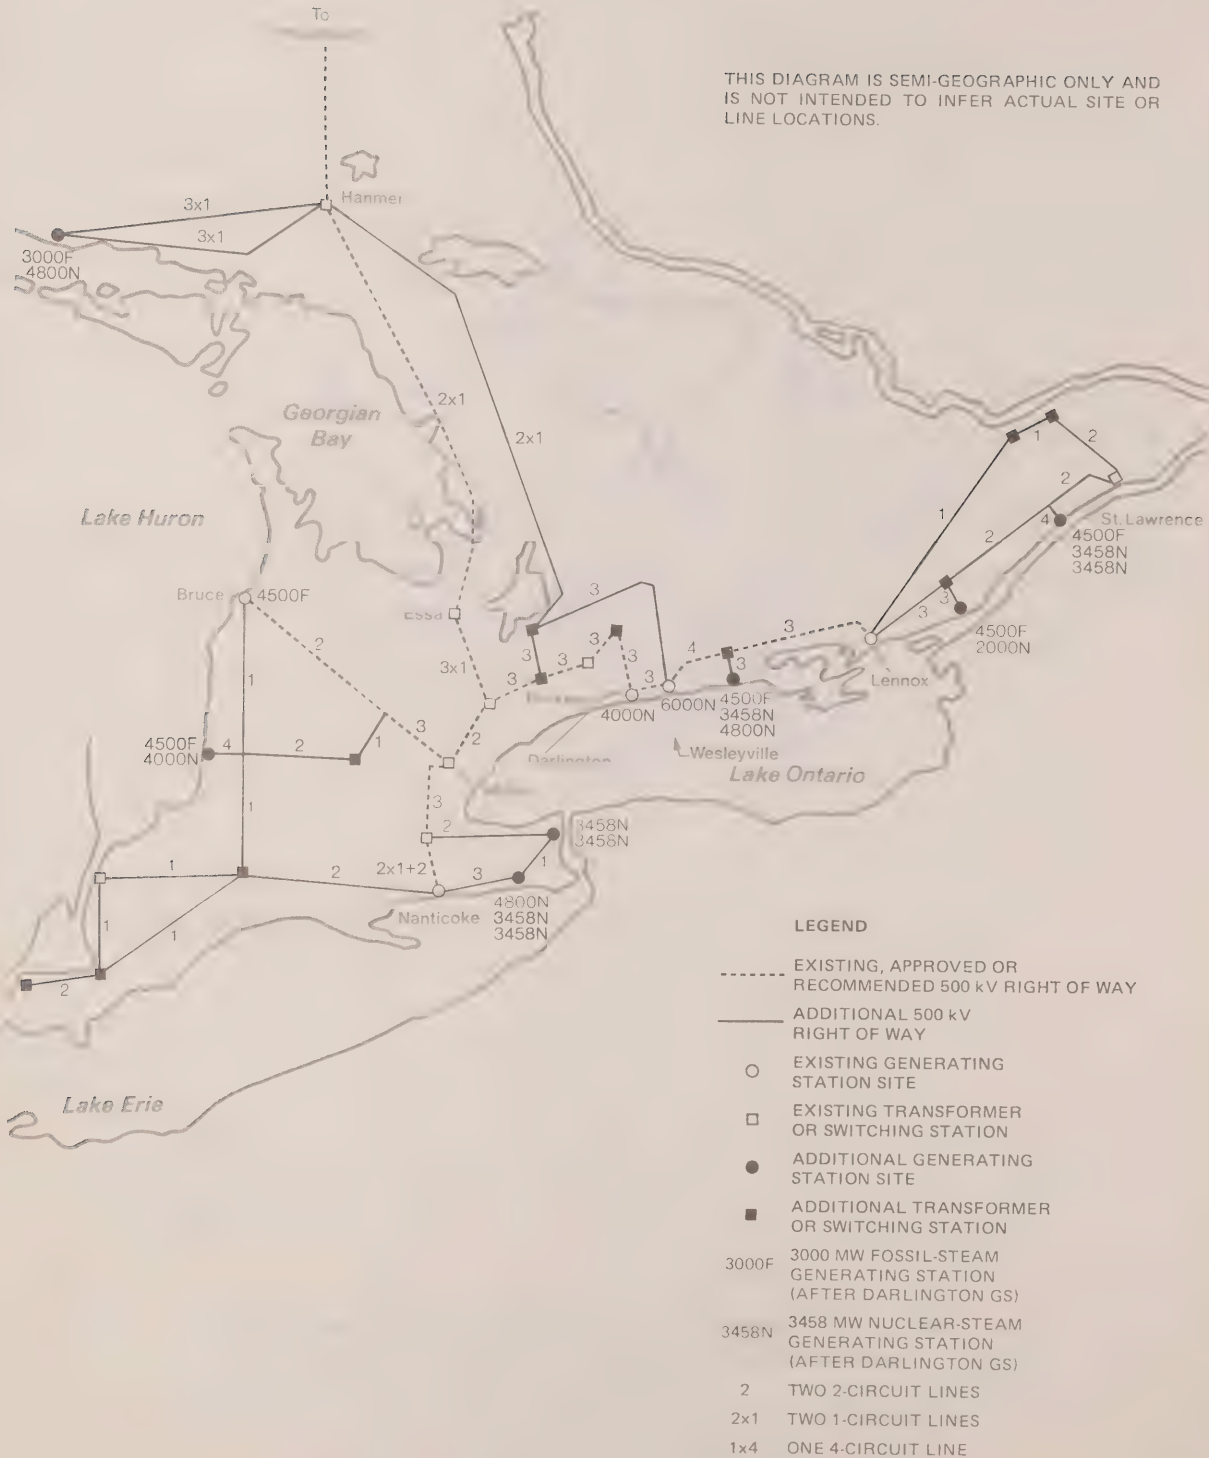 To
THIS DIAGRAM IS SEMI-GEOGRAPHIC ONLY AND
IS NOT INTENDED TO INFER ACTUAL SITE OR
LINE LOCATIONS.
Hanmer
3x1
3x1
3000F
4800N
2x1
2x1
Georgian
Bay
Lake Huron
1
2
2
1
2
4
St. Lawrence
4500F
3458N
3458N
Bruce
4500F
Essa
2
3x1
3
3
3
3
3
3
3
4
3
3
3
3
4500F
2000N
Lennox
4000N
6000N
4500F
3458N
4800N
Wesleyville
Darlington
Lake Ontario
1
4500F
4000N
4
2
1
3
2
1
3
2
3458N
3458N
1
2
2x1+2
3
1
4800N
3458N
3458N
Nanticoke
1
1
2
Lake Erie
LEGEND
EXISTING, APPROVED OR
RECOMMENDED 500 kV RIGHT OF WAY
ADDITIONAL 500 kV
RIGHT OF WAY
EXISTING GENERATING
STATION SITE
EXISTING TRANSFORMER
OR SWITCHING STATION
ADDITIONAL GENERATING
STATION SITE
ADDITIONAL TRANSFORMER
OR SWITCHING STATION
3000F 3000 MW FOSSIL-STEAM
GENERATING STATION
(AFTER DARLINGTON GS)
3458N 3458 MW NUCLEAR-STEAM
GENERATING STATION
(AFTER DARLINGTON GS)
2 TWO 2-CIRCUIT LINES
2x1 TWO 1-CIRCUIT LINES
1x4 ONE 4-CIRCUIT LINE